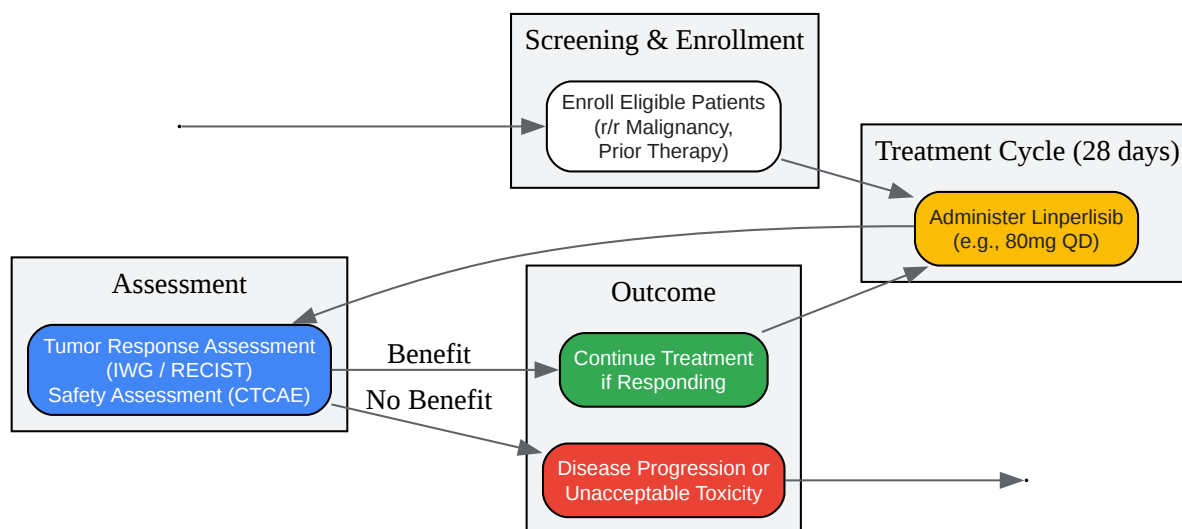 Screening & Enrollment
Enroll Eligible Patients
(r/r Malignancy,
Prior Therapy)
Treatment Cycle (28 days)
Administer Linperlisib
(e.g., 80mg QD)
Assessment
Tumor Response Assessment
(IWG / RECIST)
Safety Assessment (CTCAE)
Benefit
No Benefit
Outcome
Continue Treatment
if Responding
Disease Progression or
Unacceptable Toxicity